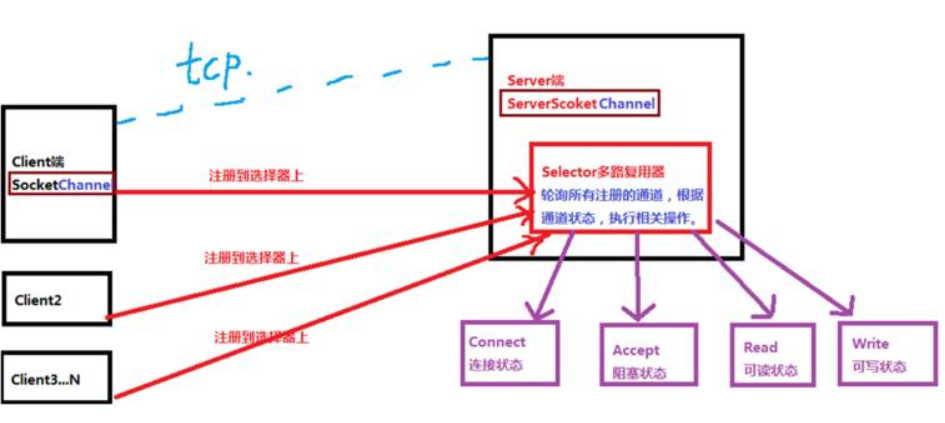 tcp.
Server端
ServerScoketChannel
Client端
SocketChannel
注册到选择器上
Selector多路复用器
轮询所有注册的通道，根据
通道状态，执行相关操作。
注册到选择器上
Client2
注册到选择器上
Client3...N
Connect
连接状态
Accept
阻塞状态
Read
可读状态
Write
可写状态